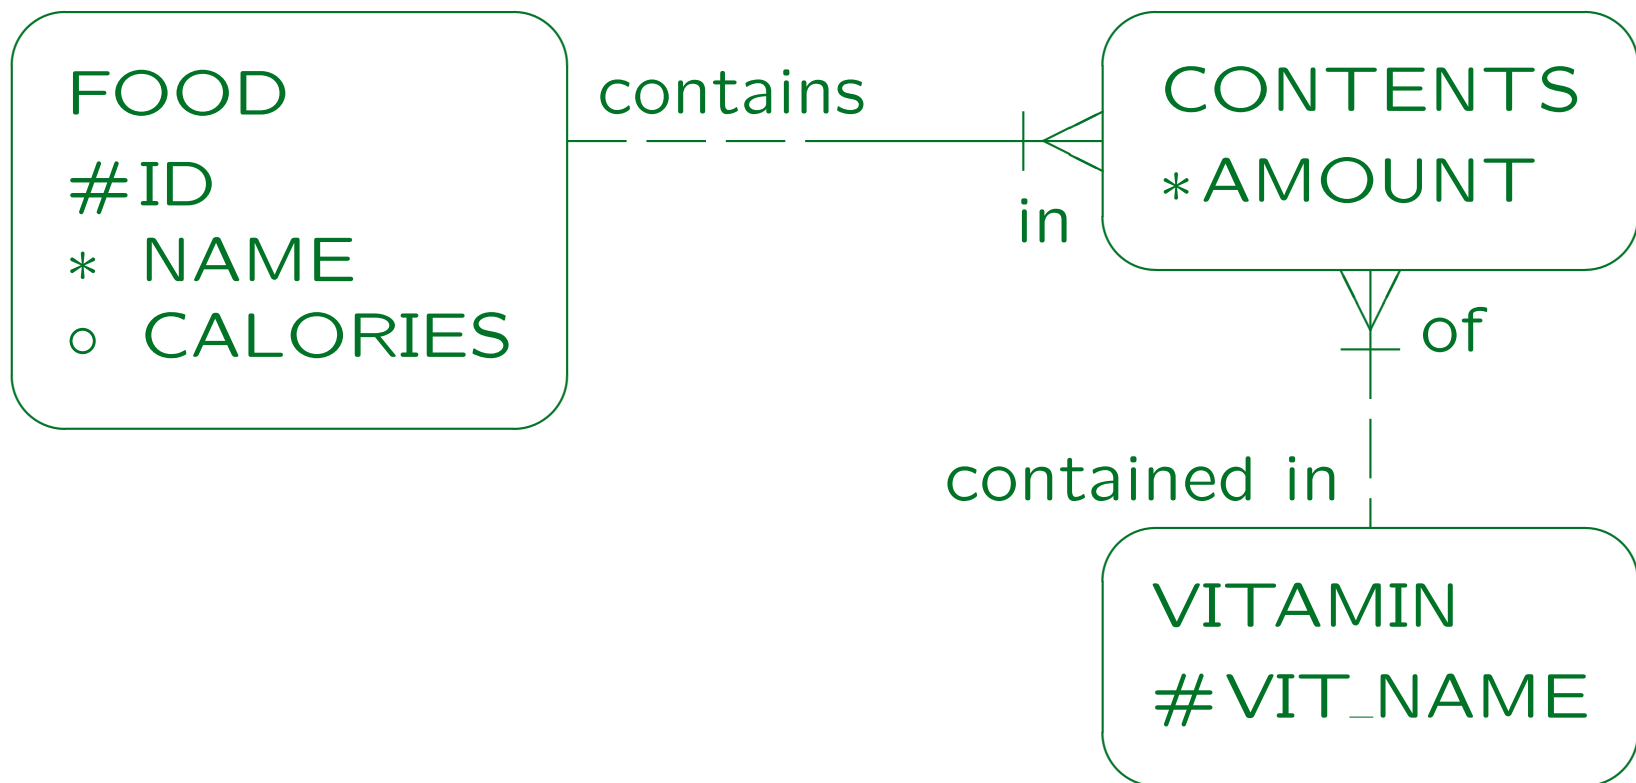 FOOD
#ID
* NAME
○ CALORIES
contains
in
CONTENTS
*AMOUNT
of
contained in
VITAMIN
#VIT_NAME